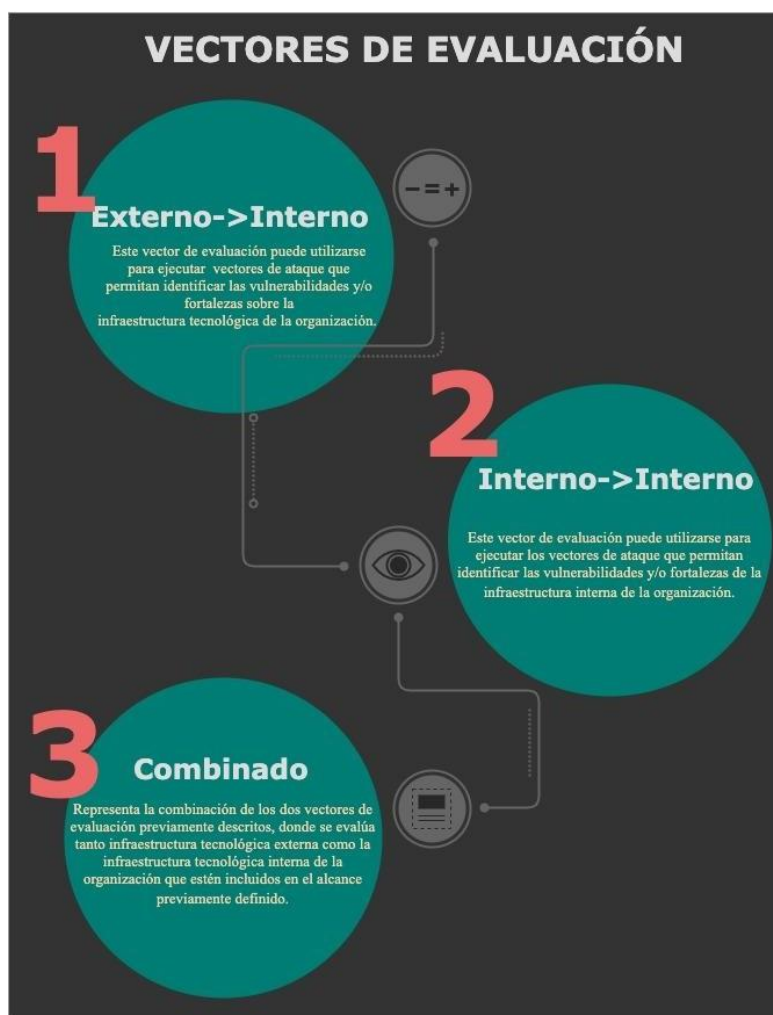 VECTORES DE EVALUACIÓN
1
Externo->Interno
Este vector de evaluación puede utilizarse
para ejecutar vectores de ataque que
permitan identificar las vulnerabilidades y/o
fortalezas sobre la
infraestructura tecnológica de la organización.
- = +
2
Interno->Interno
Este vector de evaluación puede utilizarse para
ejecutar los vectores de ataque que permitan
identificar las vulnerabilidades y/o fortalezas de la
infraestructura interna de la organización.
3
Combinado
Representa la combinación de los dos vectores de
evaluación previamente descritos, donde se evalúa
tanto infraestructura tecnológica externa como la
infraestructura tecnológica interna de la
organización que estén incluidos en el alcance
previamente definido.